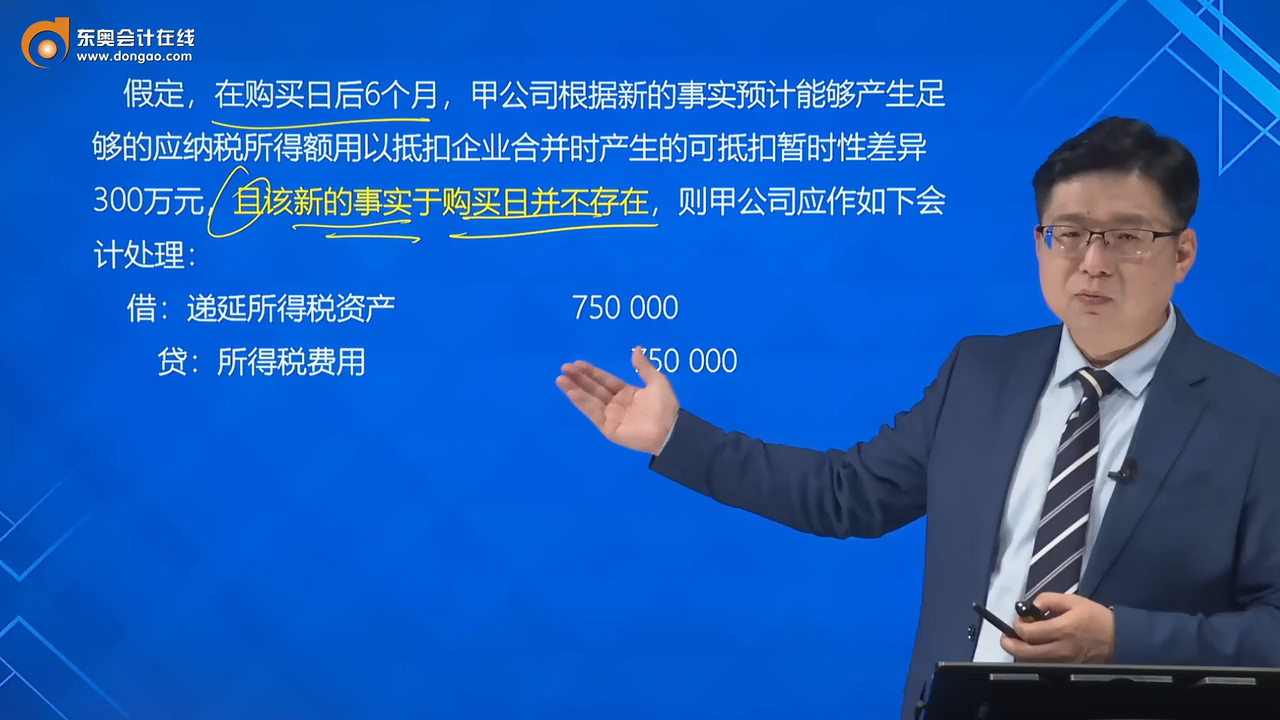 东奥会计在线
www.dongao.com
假定，在购买日后6个月，甲公司根据新的事实预计能够产生足
够的应纳税所得额用以抵扣企业合并时产生的可抵扣暂时性差异
300万元，且该新的事实于购买日并不存在，则甲公司应作如下会
计处理：
借：递延所得税资产 750 000
贷：所得税费用 750 000